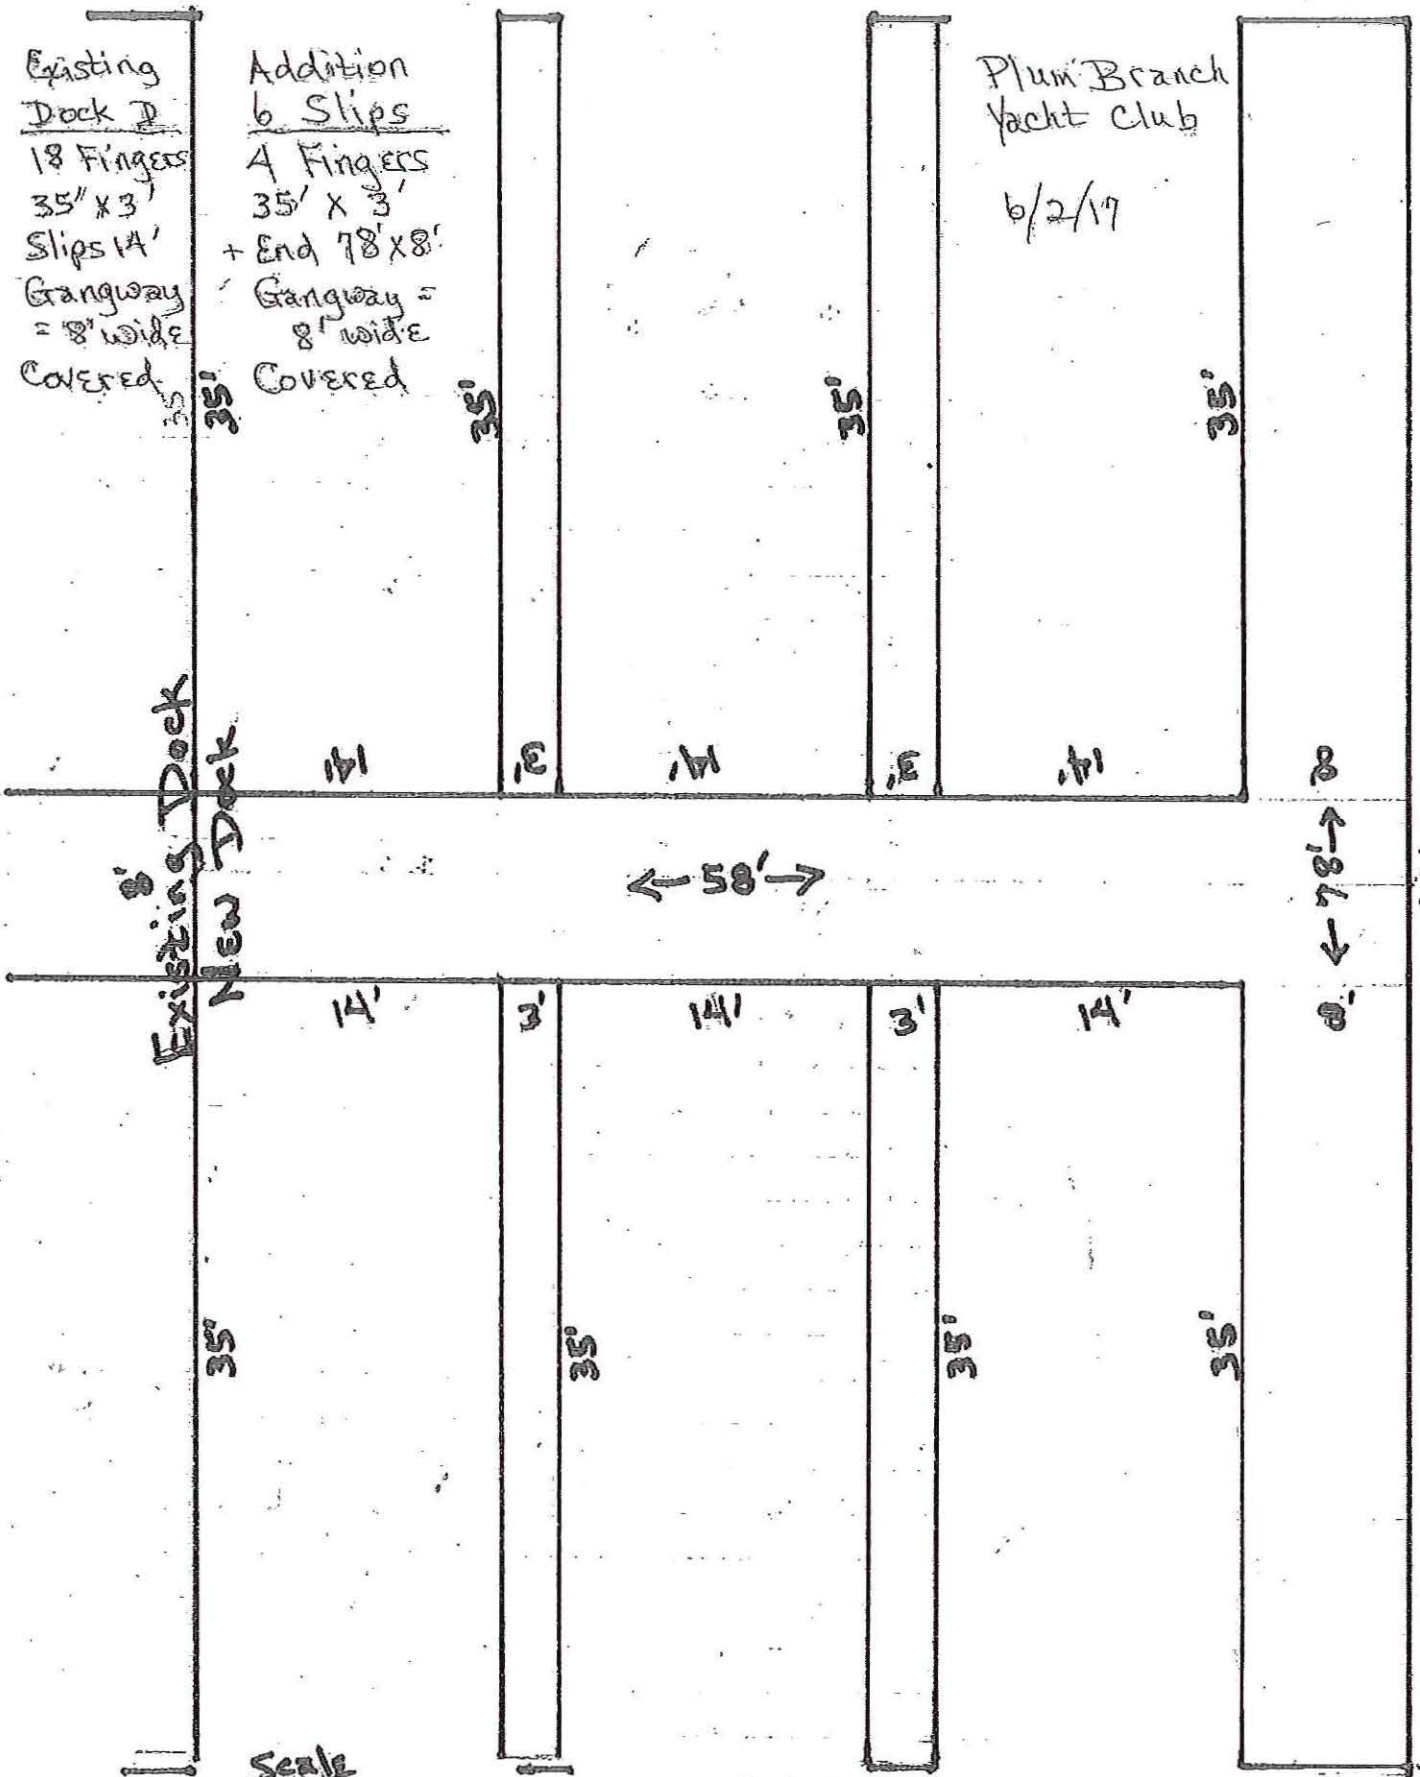 Existing
Dock D
18 Fingers
35" x 3'
Slips 14'
Gangway
= 8' wide
Covered
Addition
6 Slips
4 Fingers
35' x 3'
+ End 78' x 8'
Gangway =
8' wide
Covered
Plum Branch
Yacht Club
6/2/17
35
35'
35'
35'
35'
14'
3'
14'
3'
14'
8'
Existing Dock
New Dock
8'
← 58' →
← 78' →
14'
3'
14'
3'
14'
8'
35'
35'
35'
35'
Scale